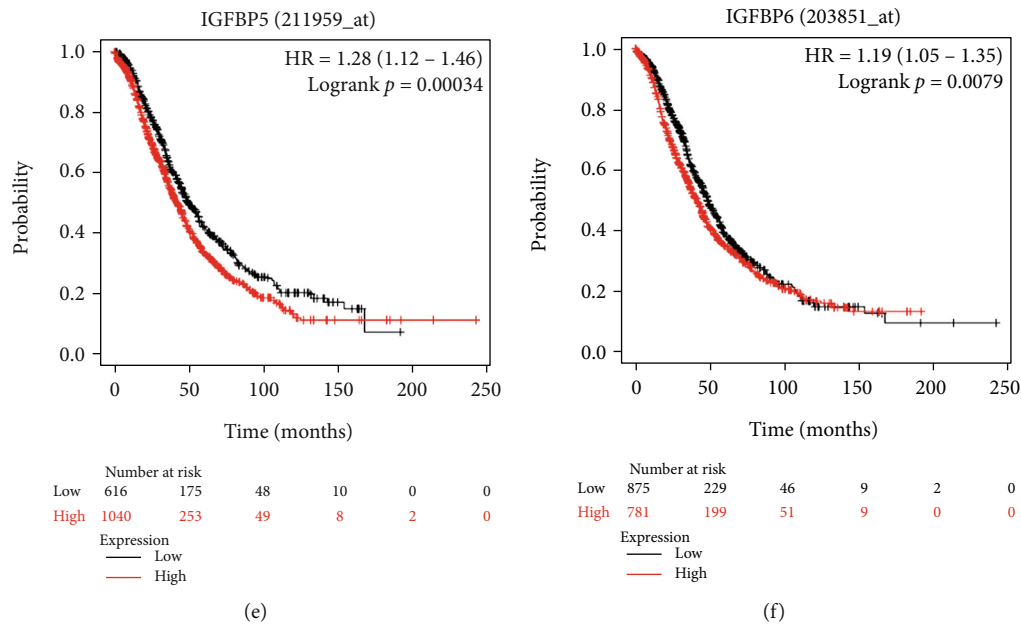 IGFBP5 (211959_at)
HR = 1.28 (1.12 – 1.46)
Logrank p = 0.00034
1.0
0.8
0.6
0.4
0.2
0.0
Probability
0 50 100 150 200 250
Time (months)
Number at risk
Low 616 175 48 10 0 0
High 1040 253 49 8 2 0
Expression
Low
High
(e)
IGFBP6 (203851_at)
HR = 1.19 (1.05 – 1.35)
Logrank p = 0.0079
1.0
0.8
0.6
0.4
0.2
0.0
Probability
0 50 100 150 200 250
Time (months)
Number at risk
Low 875 229 46 9 2 0
High 781 199 51 9 0 0
Expression
Low
High
(f)